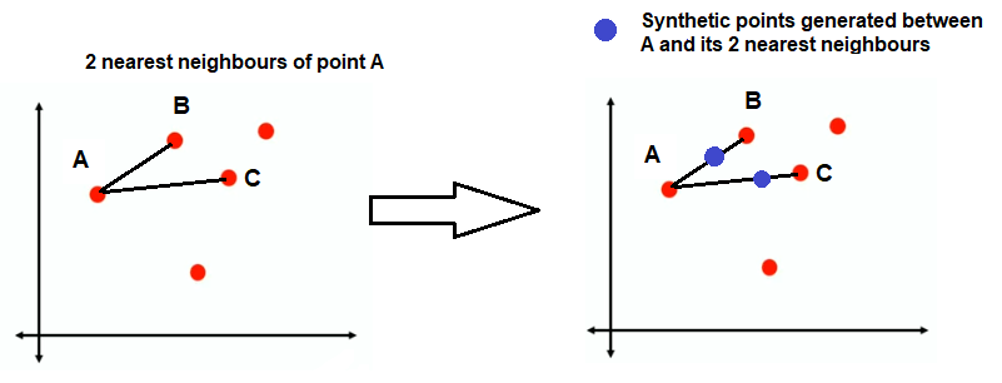 2 nearest neighbours of point A
B
A
C
Synthetic points generated between
A and its 2 nearest neighbours
B
A
C